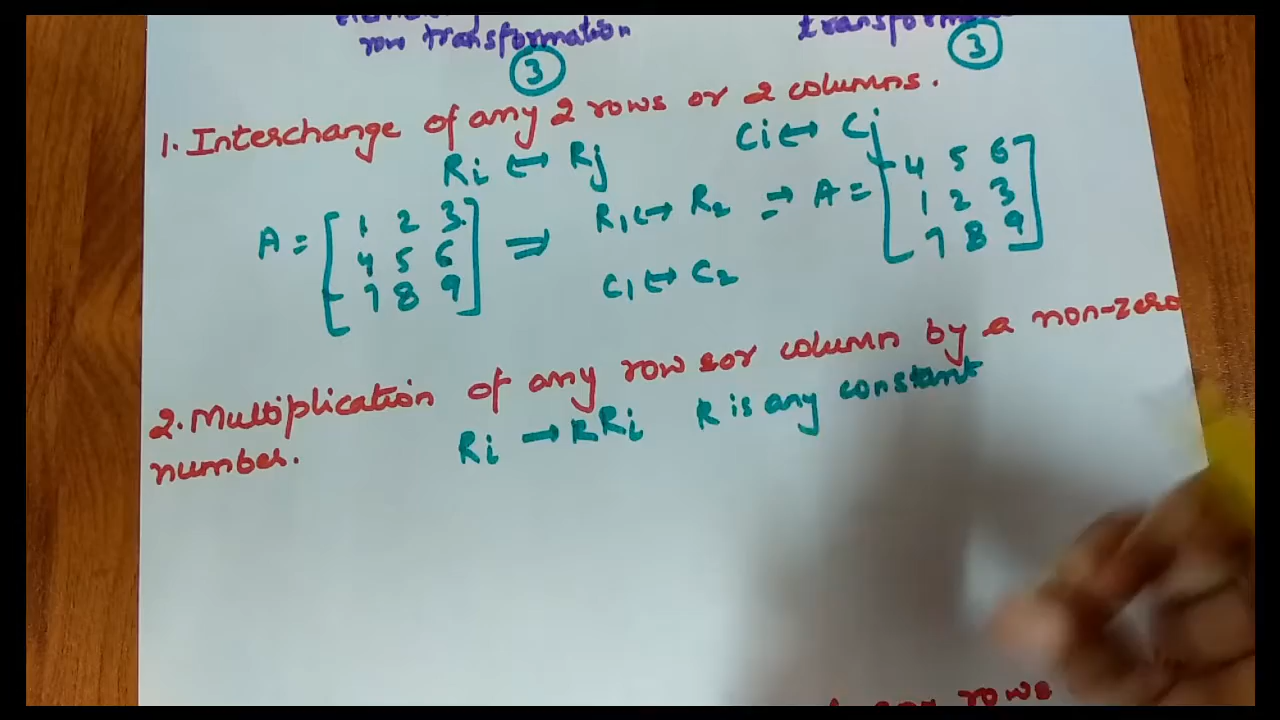 row transformation
③ ③
1. Interchange of any 2 rows or 2 columns.
Ri ↔ Rj Ci ↔ Cj
A = [1 2 3 ⇒ R1 ↔ R2 ⇒ A = [4 5 6
4 5 6 1 2 3
7 8 9] C1 ↔ C2 7 8 9]
2. Multiplication of any row or column by a non-zero
number. Ri → kRi k is any constant
any rows